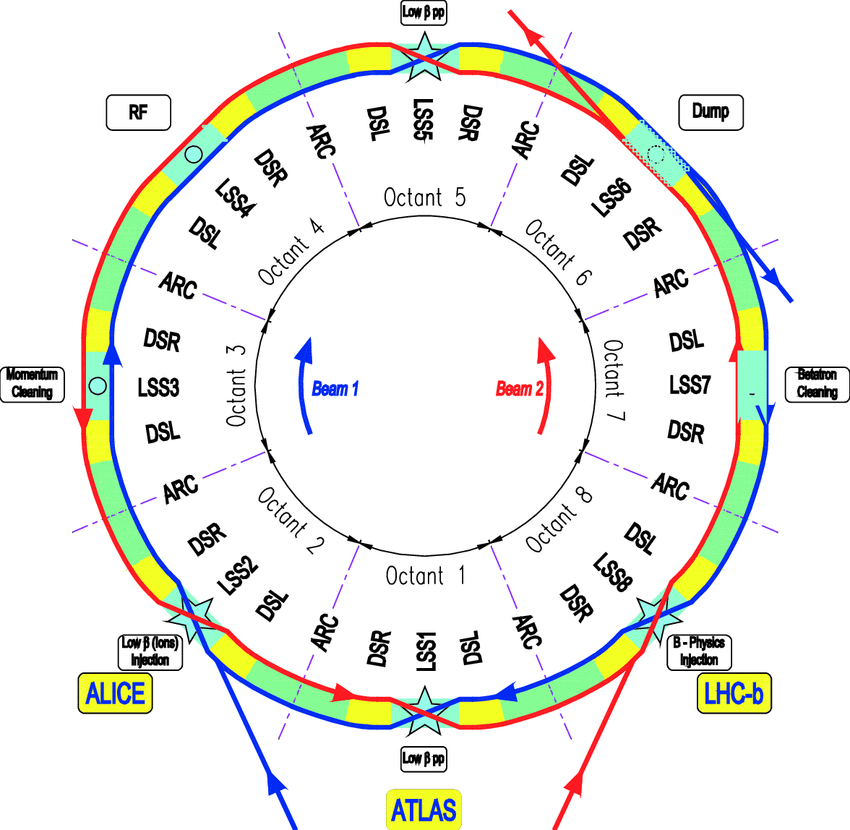 Low β pp
RF
Dump
DSL
LSS5
DSR
ARC
ARC
DSR
LSS4
DSL
DSL
LSS6
DSR
Octant 5
Octant 4
Octant 6
ARC
ARC
DSR
LSS3
DSL
Octant 3
Octant 7
DSL
LSS7
DSR
Momentum
Cleaning
Beam 1
Beam 2
Betatron
Cleaning
-
ARC
ARC
DSR
LSS2
DSL
Octant 2
Octant 8
DSL
LSS8
DSR
Octant 1
ARC
ARC
DSR
LSS1
DSL
Low β (Ions)
Injection
ALICE
B - Physics
Injection
LHC-b
Low β pp
ATLAS